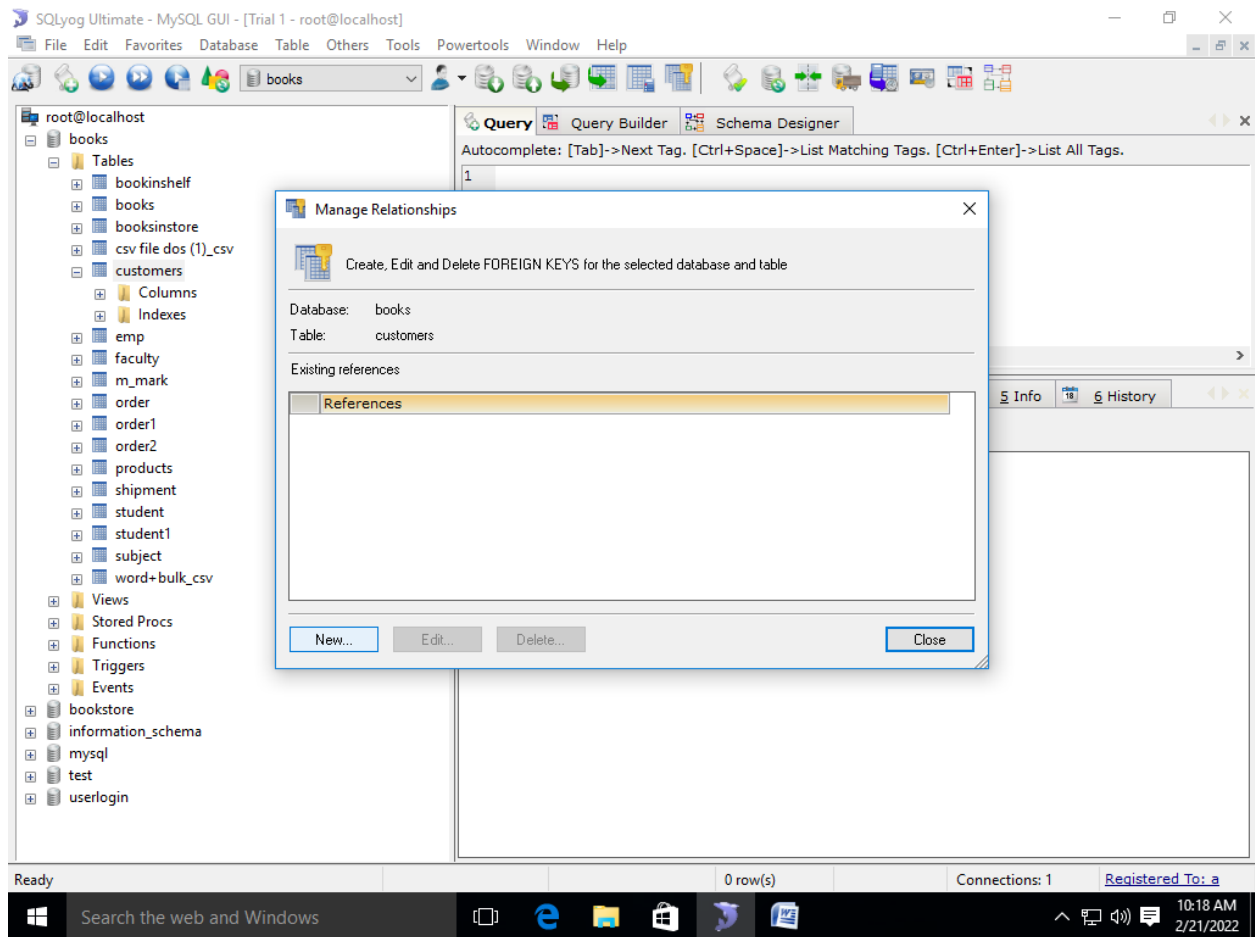 SQLyog Ultimate - MySQL GUI - [Trial 1 - root@localhost]
File Edit Favorites Database Table Others Tools Powertools Window Help
books
root@localhost
books
Tables
bookinshelf
books
booksinstore
csv file dos (1)_csv
customers
Columns
Indexes
emp
faculty
m_mark
order
order1
order2
products
shipment
student
student1
subject
word+bulk_csv
Views
Stored Procs
Functions
Triggers
Events
bookstore
information_schema
mysql
test
userlogin
Query Query Builder Schema Designer
Autocomplete: [Tab]->Next Tag. [Ctrl+Space]->List Matching Tags. [Ctrl+Enter]->List All Tags.
1
Manage Relationships
Create, Edit and Delete FOREIGN KEYS for the selected database and table
Database: books
Table: customers
Existing references
References
New... Edit... Delete... Close
5 Info 18 6 History
Ready 0 row(s) Connections: 1 Registered To: a
Search the web and Windows
10:18 AM
2/21/2022